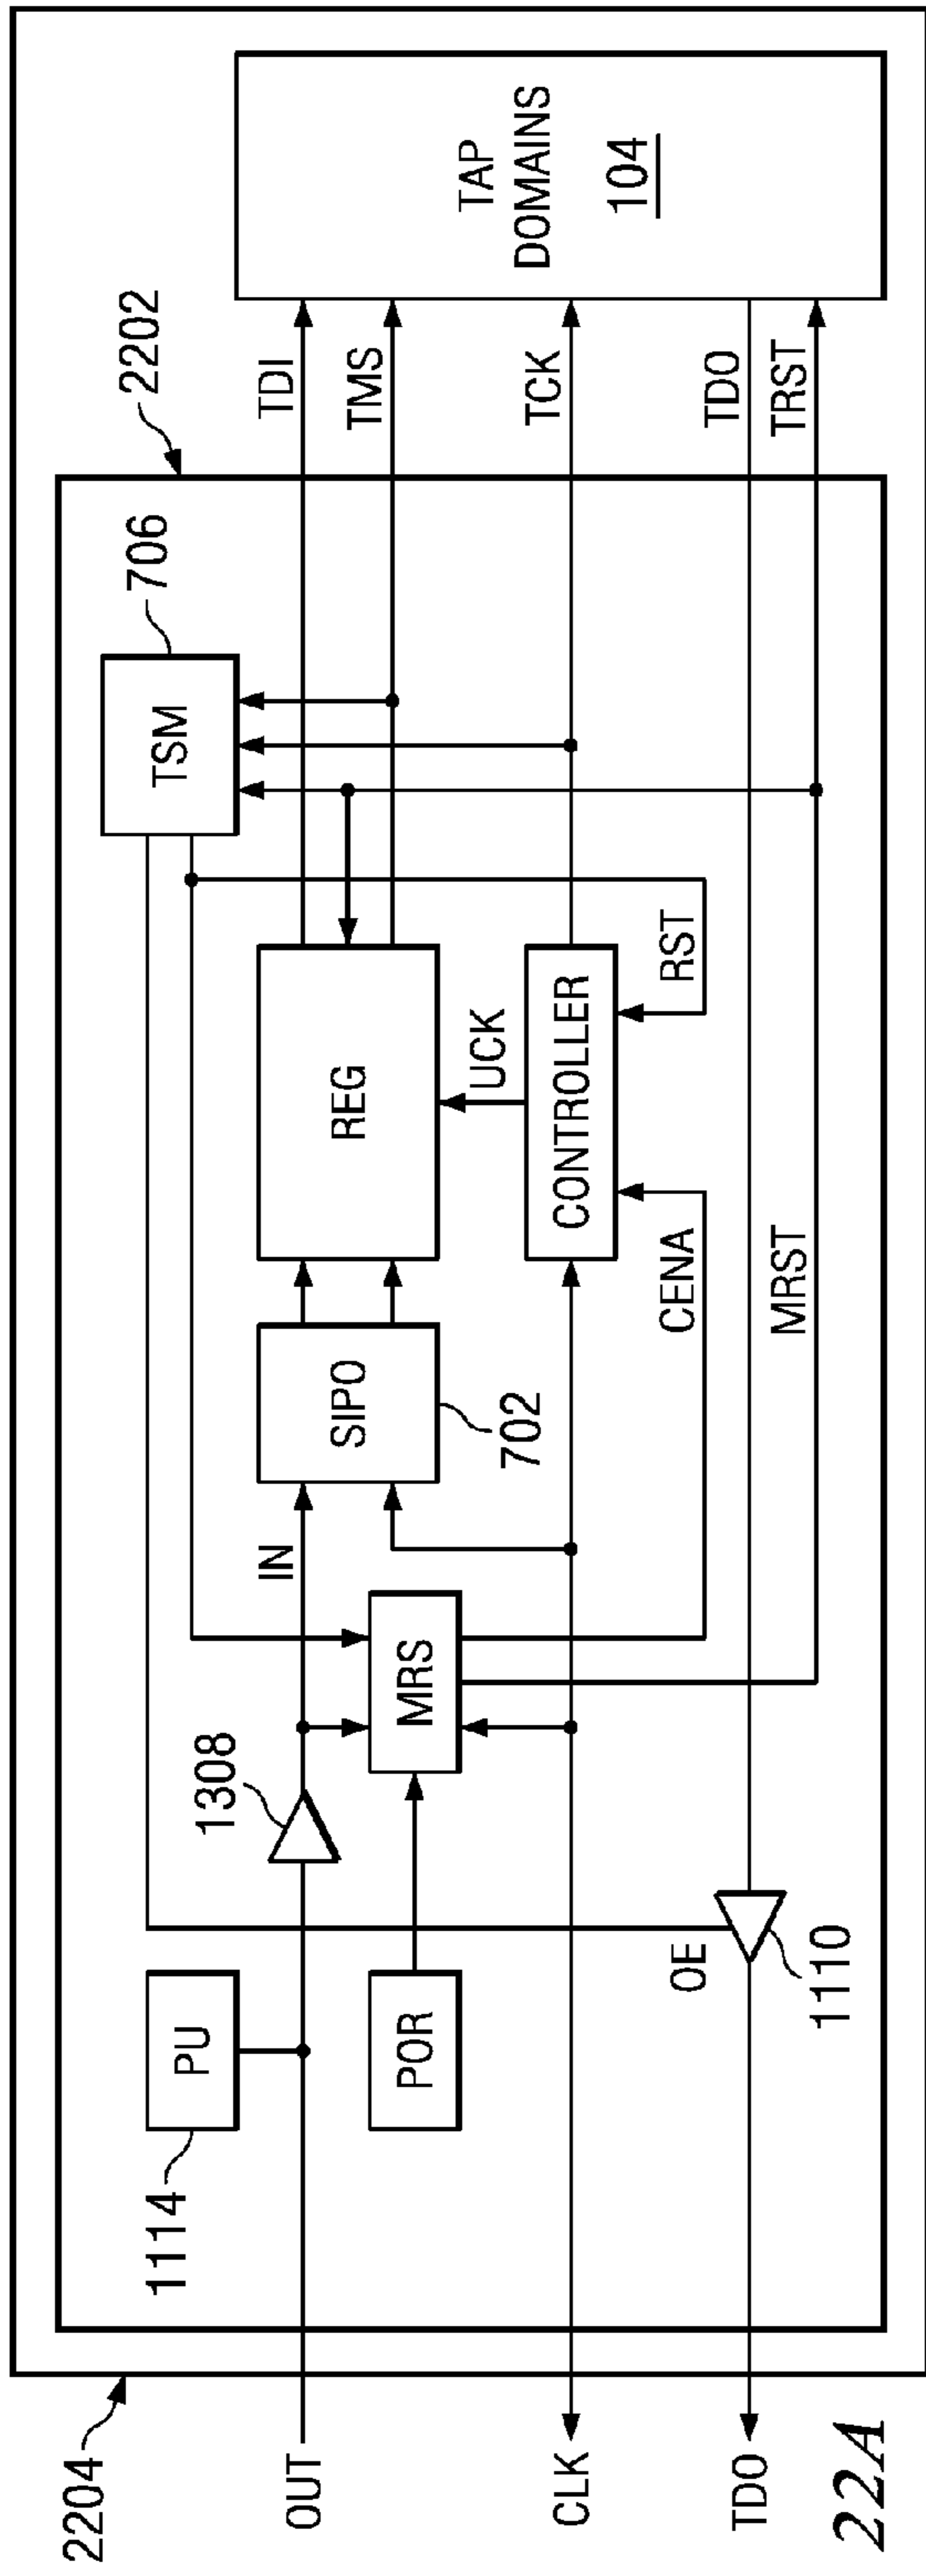 2204
2202
1114
PU
1308
706
TSM
TDI
TMS
TCK
TDO
TRST
TAP
DOMAINS
104
OUT
IN
SIPO
702
REG
UCK
POR
MRS
CONTROLLER
CLK
CENA
RST
OE
1110
MRST
TDO
22A